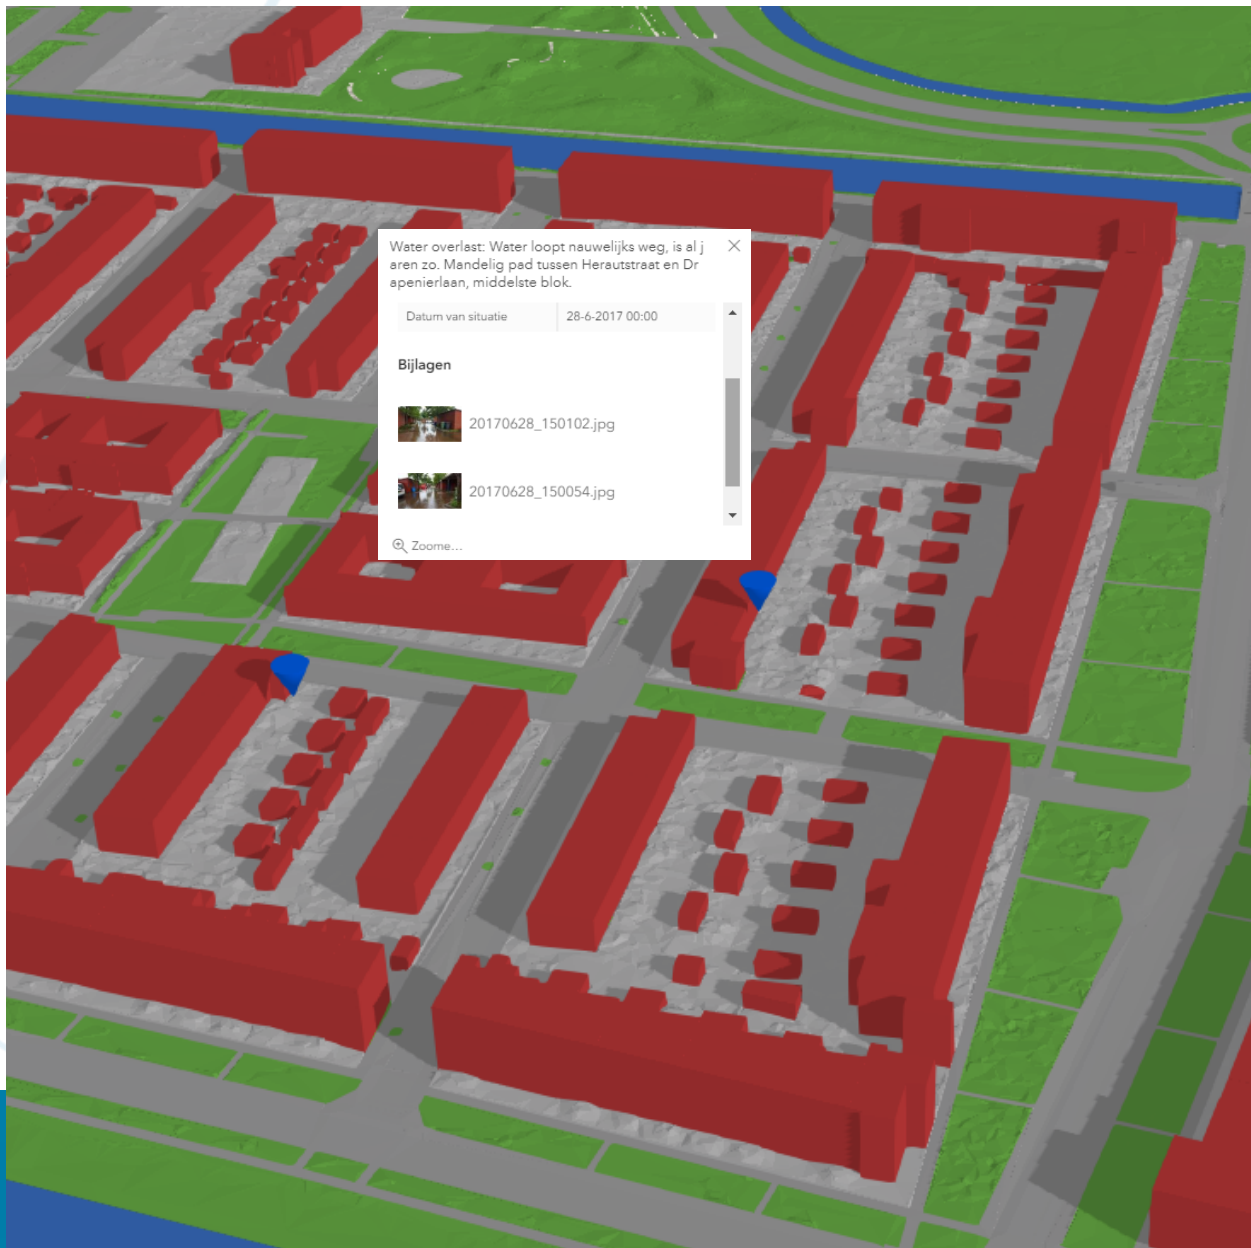 Water overlast: Water loopt nauwelijks weg, is al j
aren zo. Mandelig pad tussen Herautstraat en Dr
apenierlaan, middelste blok.
Datum van situatie 28-6-2017 00:00
Bijlagen
20170628_150102.jpg
20170628_150054.jpg
Zoome...